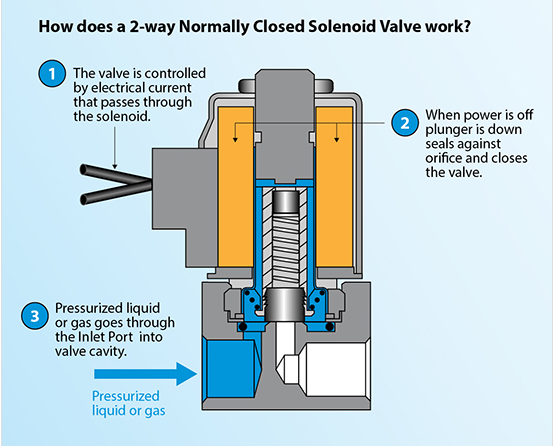 How does a 2-way Normally Closed Solenoid Valve work?
1
The valve is controlled
by electrical current
that passes through
the solenoid.
2
When power is off
plunger is down
seals against
orifice and closes
the valve.
3
Pressurized liquid
or gas goes through
the Inlet Port into
valve cavity.
Pressurized
liquid or gas